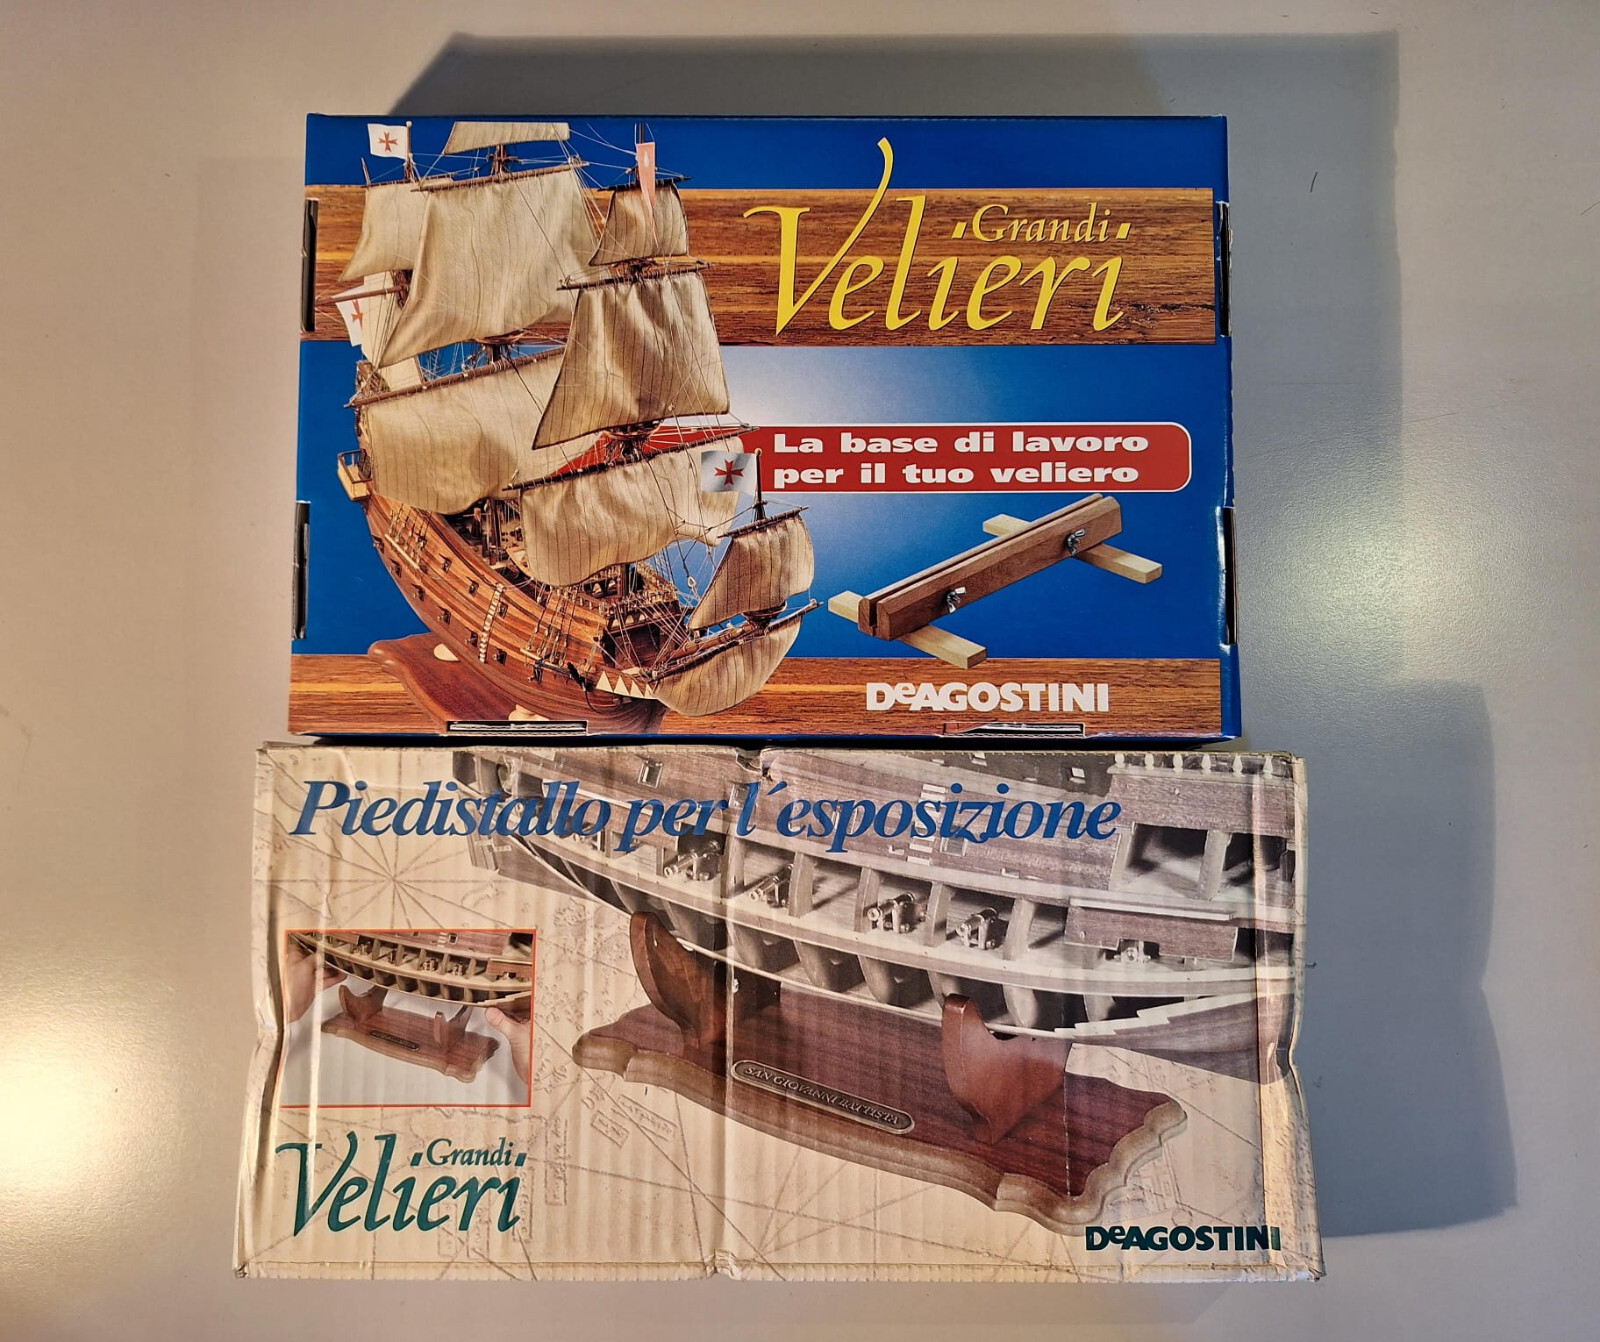 Grandi
Velieri
La base di lavoro
per il tuo veliero
DeAGOSTINI
Piedistallo per l´esposizione
SAN GIOVANNI BATTISTA
Grandi
Velieri
DeAGOSTINI